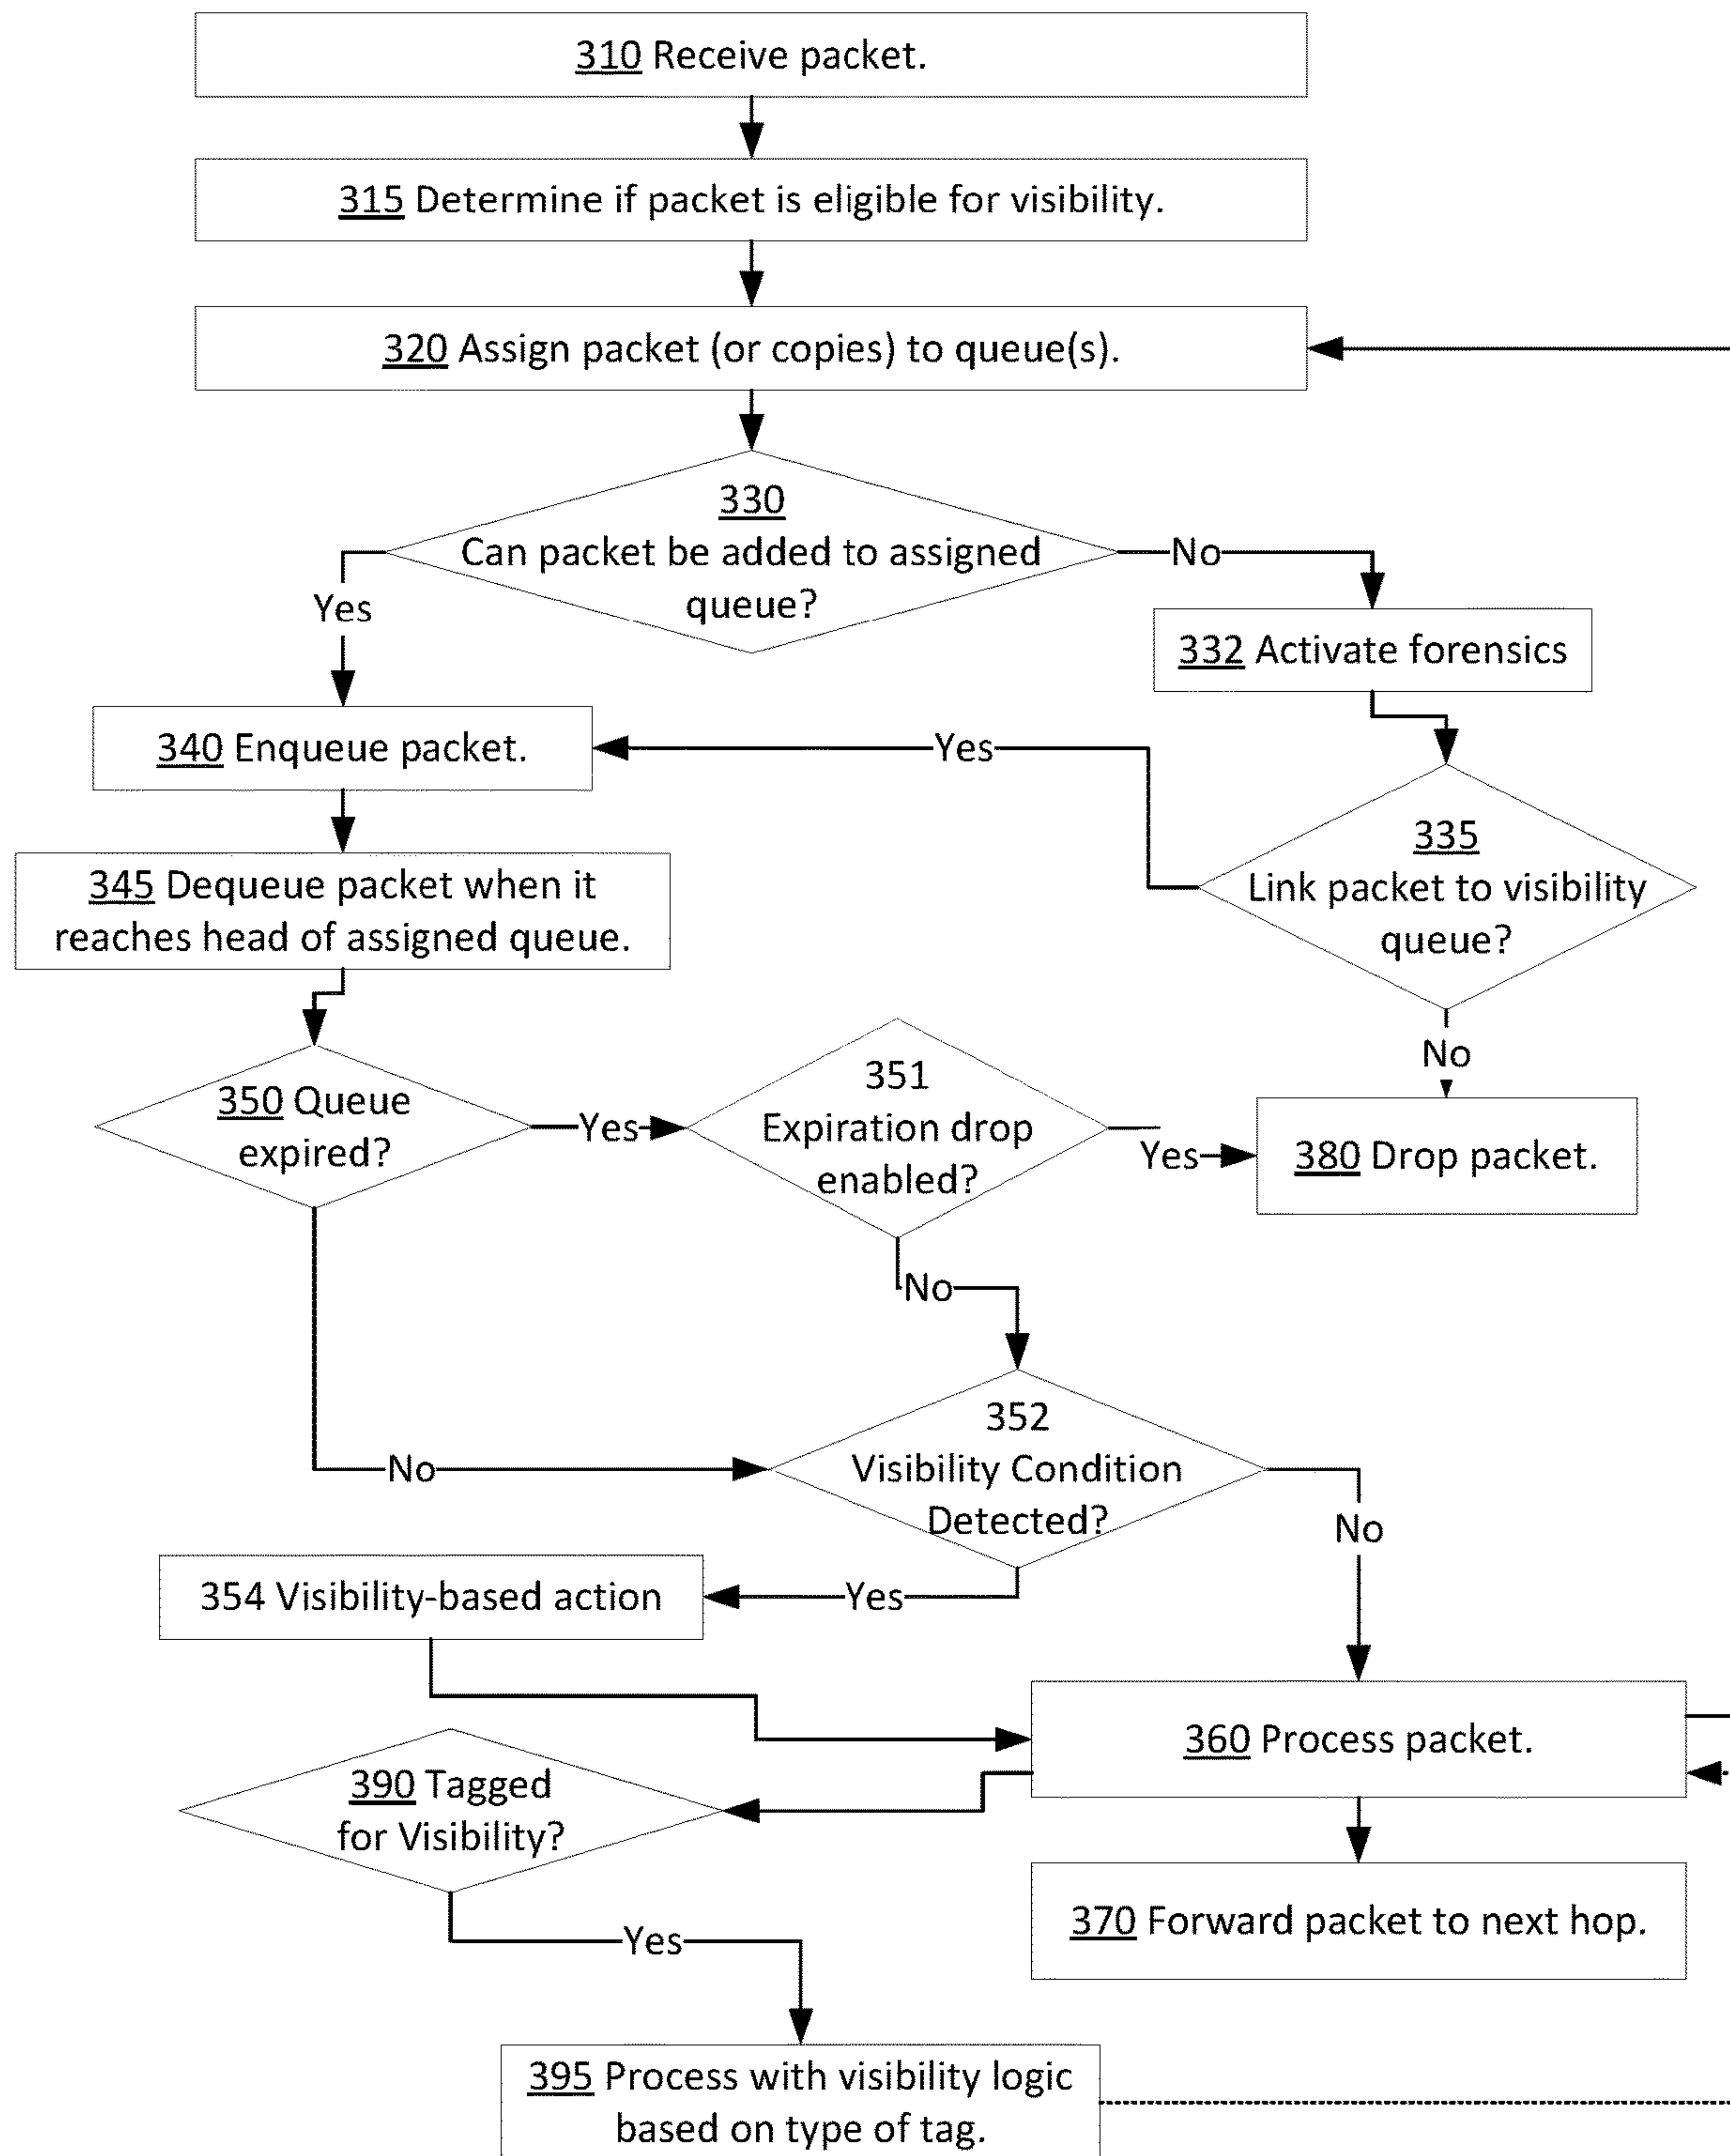 310 Receive packet.
315 Determine if packet is eligible for visibility.
320 Assign packet (or copies) to queue(s).
330
Can packet be added to assigned
queue?
No
Yes
332 Activate forensics
340 Enqueue packet.
Yes
335
Link packet to visibility
queue?
345 Dequeue packet when it
reaches head of assigned queue.
No
350 Queue
expired?
Yes
351
Expiration drop
enabled?
Yes
380 Drop packet.
No
352
Visibility Condition
Detected?
No
No
354 Visibility-based action
Yes
360 Process packet.
390 Tagged
for Visibility?
370 Forward packet to next hop.
Yes
395 Process with visibility logic
based on type of tag.